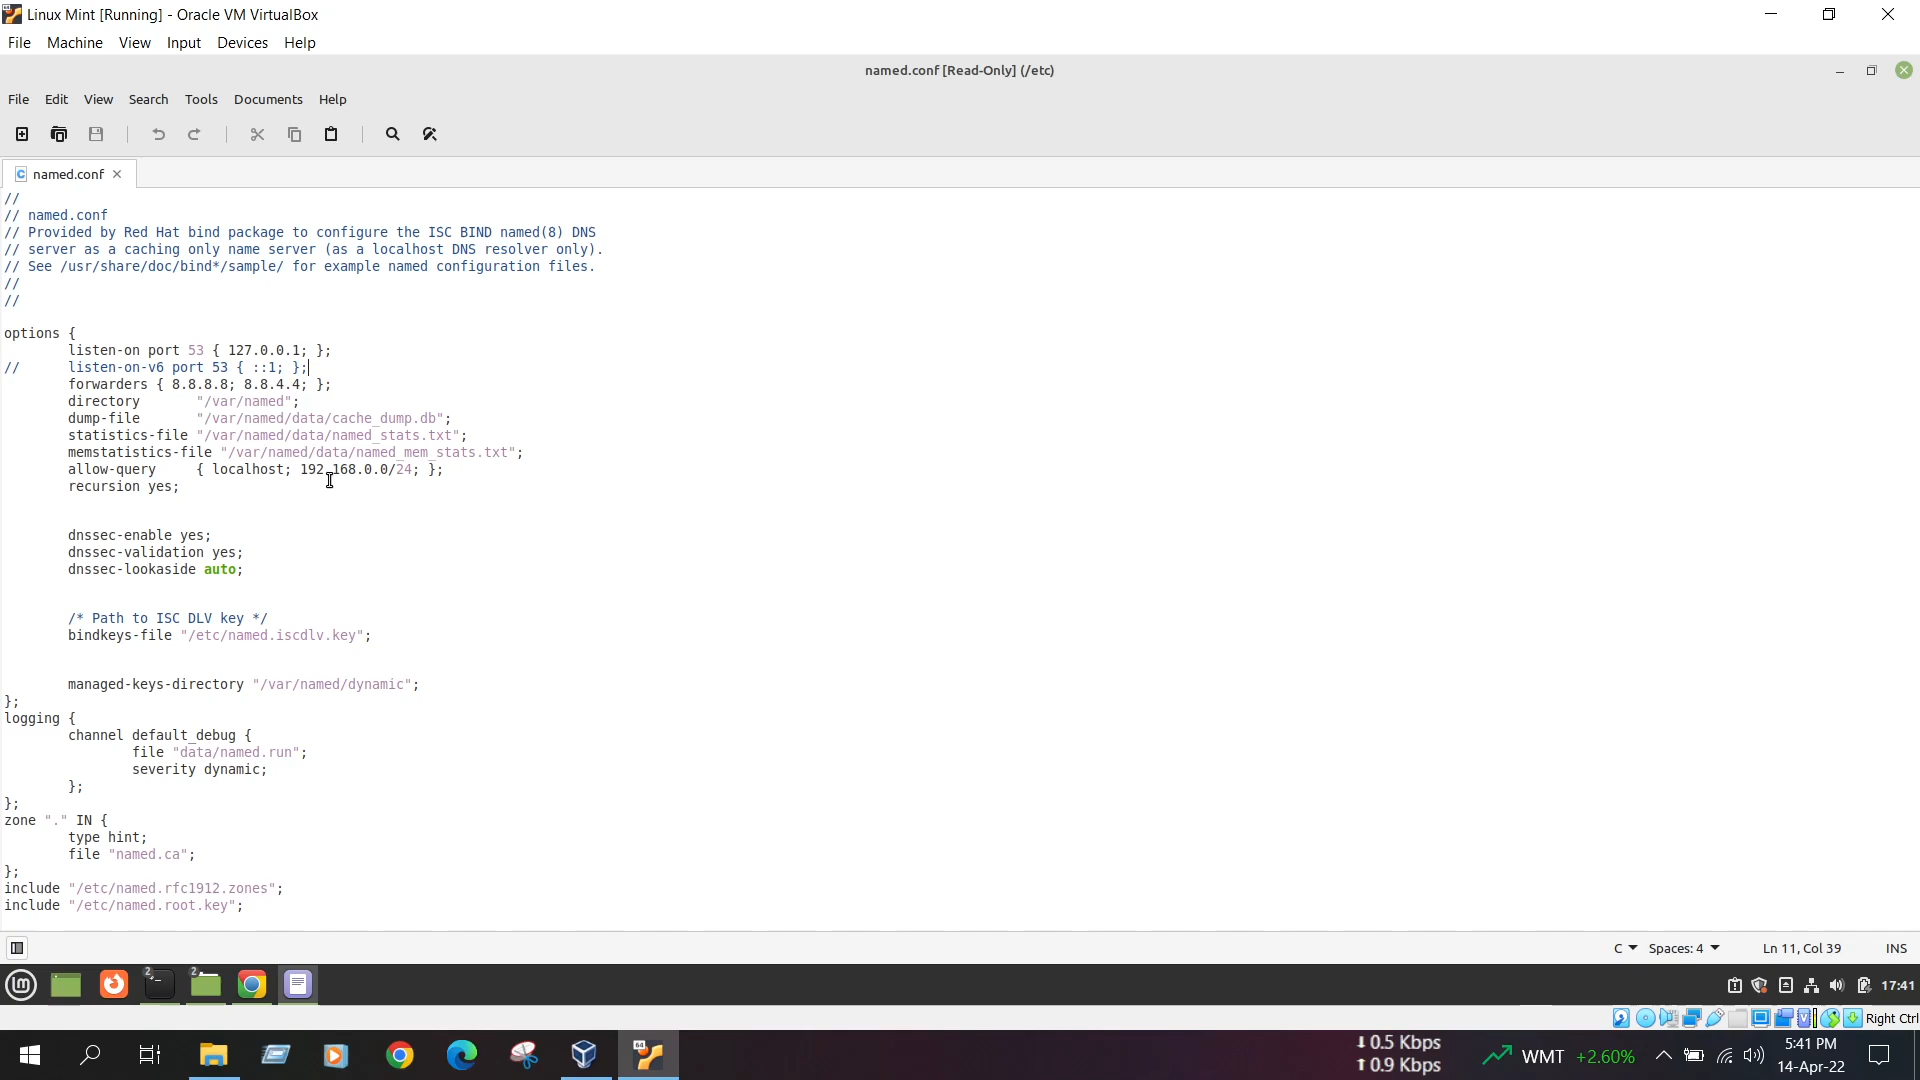 Linux Mint [Running] - Oracle VM VirtualBox
File Machine View Input Devices Help
named.conf [Read-Only] (/etc)
File Edit View Search Tools Documents Help
named.conf
//
// named.conf
// Provided by Red Hat bind package to configure the ISC BIND named(8) DNS
// server as a caching only name server (as a localhost DNS resolver only).
// See /usr/share/doc/bind*/sample/ for example named configuration files.
//
//
options {
listen-on port 53 { 127.0.0.1; };
// listen-on-v6 port 53 { ::1; };
forwarders { 8.8.8.8; 8.8.4.4; };
directory "/var/named";
dump-file "/var/named/data/cache_dump.db";
statistics-file "/var/named/data/named_stats.txt";
memstatistics-file "/var/named/data/named_mem_stats.txt";
allow-query { localhost; 192.168.0.0/24; };
recursion yes;
dnssec-enable yes;
dnssec-validation yes;
dnssec-lookaside auto;
/* Path to ISC DLV key */
bindkeys-file "/etc/named.iscdlv.key";
managed-keys-directory "/var/named/dynamic";
};
logging {
channel default_debug {
file "data/named.run";
severity dynamic;
};
};
zone "." IN {
type hint;
file "named.ca";
};
include "/etc/named.rfc1912.zones";
include "/etc/named.root.key";
C Spaces: 4 Ln 11, Col 39 INS
2 2 17:41
Right Ctrl
0.5 Kbps
0.9 Kbps
WMT +2.60%
5:41 PM
14-Apr-22